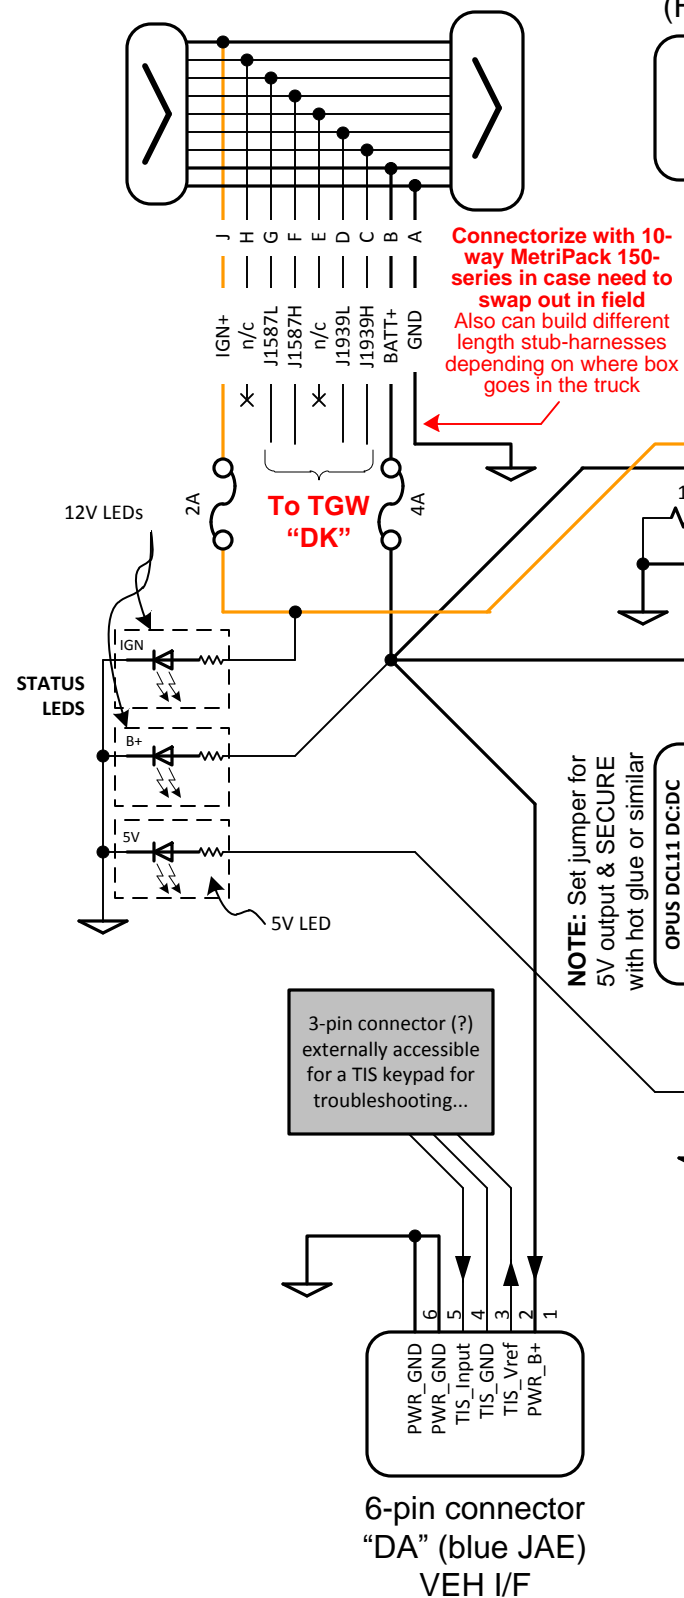 (F
J
H
G
F
E
D
C
B
A
Connectorize with 10-
way MetriPack 150-
series in case need to
swap out in field
Also can build different
length stub-harnesses
depending on where box
goes in the truck
IGN+
n/c
J1587L
J1587H
n/c
J1939L
J1939H
BATT+
GND
2A
To TGW
“DK”
4A
1
12V LEDs
IGN
STATUS
LEDS
B+
5V
5V LED
NOTE: Set jumper for
5V output & SECURE
with hot glue or similar
OPUS DCL11 DC:DC
3-pin connector (?)
externally accessible
for a TIS keypad for
troubleshooting...
6
5
4
3
2
1
PWR_GND
PWR_GND
TIS_Input
TIS_GND
TIS_Vref
PWR_B+
6-pin connector
“DA” (blue JAE)
VEH I/F